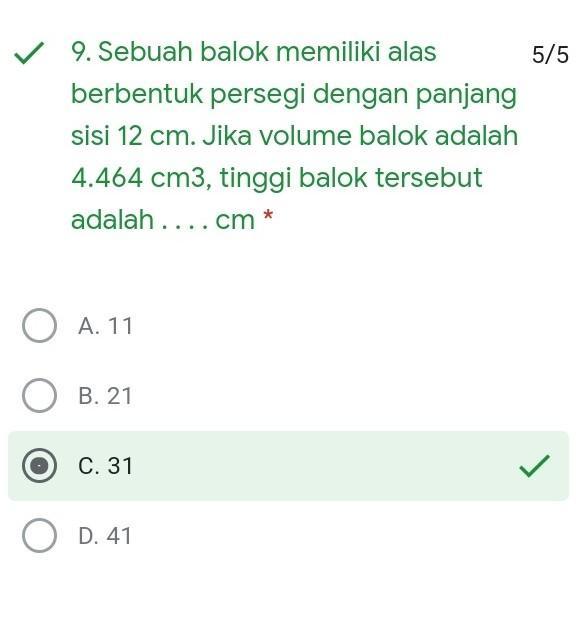 9. Sebuah balok memiliki alas 5/5
berbentuk persegi dengan panjang
sisi 12 cm. Jika volume balok adalah
4.464 cm3, tinggi balok tersebut
adalah . . . . cm *
A. 11
B. 21
C. 31
D. 41